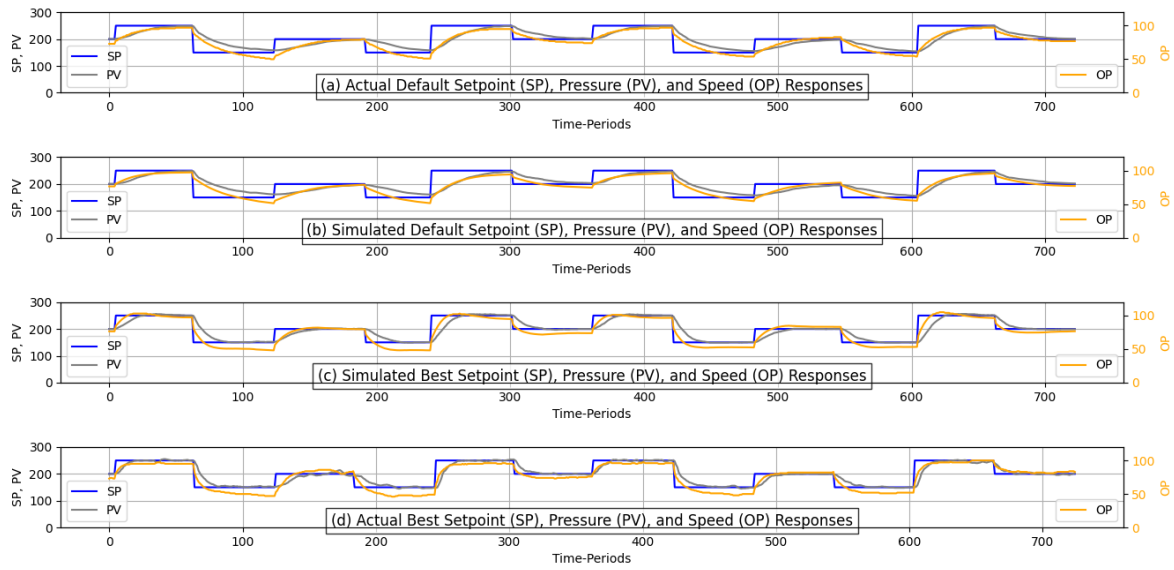 300
200
100
0
SP, PV
SP
PV
OP
100
50
0
OP
(a) Actual Default Setpoint (SP), Pressure (PV), and Speed (OP) Responses
0 100 200 300 400 500 600 700
Time-Periods
300
200
100
0
SP, PV
SP
PV
OP
100
50
0
OP
(b) Simulated Default Setpoint (SP), Pressure (PV), and Speed (OP) Responses
0 100 200 300 400 500 600 700
Time-Periods
300
200
100
0
SP, PV
SP
PV
OP
100
50
0
OP
(c) Simulated Best Setpoint (SP), Pressure (PV), and Speed (OP) Responses
0 100 200 300 400 500 600 700
Time-Periods
300
200
100
0
SP, PV
SP
PV
OP
100
50
0
OP
(d) Actual Best Setpoint (SP), Pressure (PV), and Speed (OP) Responses
0 100 200 300 400 500 600 700
Time-Periods